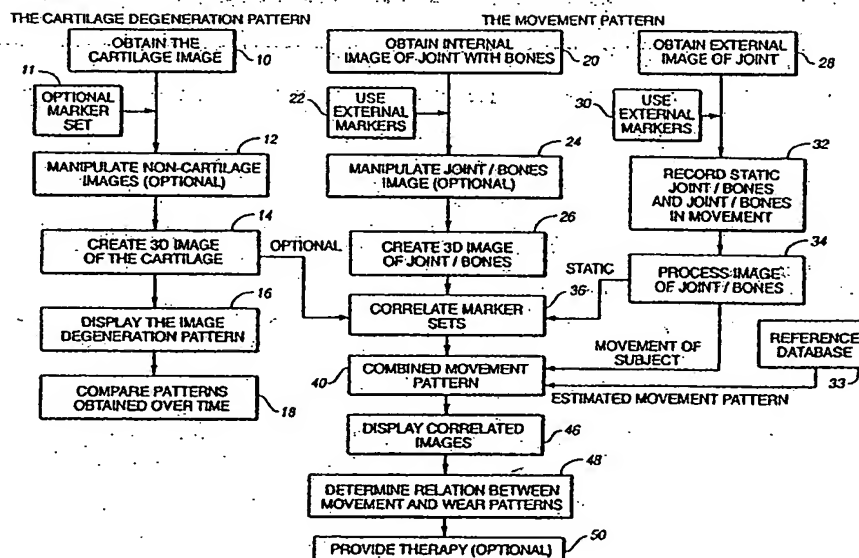 THE CARTILAGE DEGENERATION PATTERN
OBTAIN THE
CARTILAGE IMAGE
10
11
OPTIONAL
MARKER
SET
12
MANIPULATE NON-CARTILAGE
IMAGES (OPTIONAL)
14
CREATE 3D IMAGE
OF THE CARTILAGE
OPTIONAL
16
DISPLAY THE IMAGE
DEGENERATION PATTERN
COMPARE PATTERNS
OBTAINED OVER TIME
18
THE MOVEMENT PATTERN
OBTAIN INTERNAL
IMAGE OF JOINT WITH BONES
20
22
USE
EXTERNAL
MARKERS
24
MANIPULATE JOINT / BONES
IMAGE (OPTIONAL)
26
CREATE 3D IMAGE
OF JOINT / BONES
36
CORRELATE MARKER
SETS
STATIC
40
COMBINED MOVEMENT
PATTERN
46
DISPLAY CORRELATED
IMAGES
48
DETERMINE RELATION BETWEEN
MOVEMENT AND WEAR PATTERNS
50
PROVIDE THERAPY (OPTIONAL)
OBTAIN EXTERNAL
IMAGE OF JOINT
28
30
USE
EXTERNAL
MARKERS
32
RECORD STATIC
JOINT / BONES
AND JOINT / BONES
IN MOVEMENT
34
PROCESS IMAGE
OF JOINT / BONES
MOVEMENT OF
SUBJECT
REFERENCE
DATABASE
33
ESTIMATED MOVEMENT PATTERN